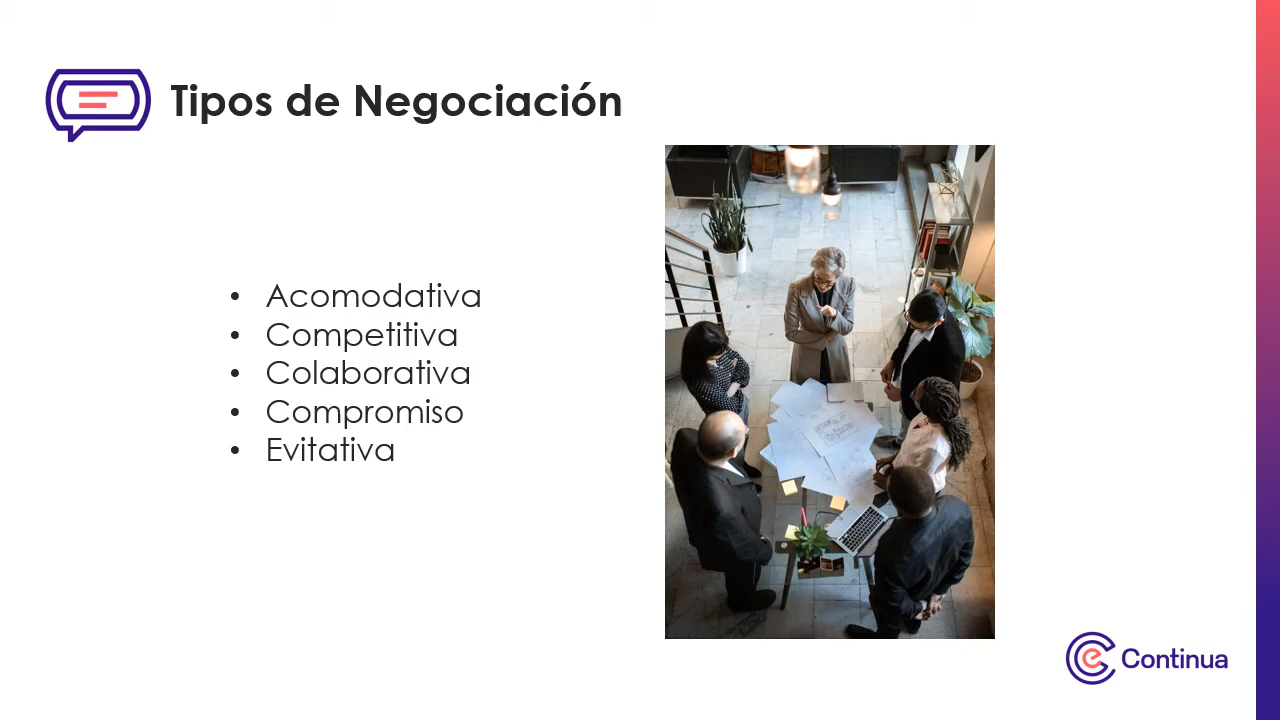 Tipos de Negociación
• Acomodativa
• Competitiva
• Colaborativa
• Compromiso
• Evitativa
Continua